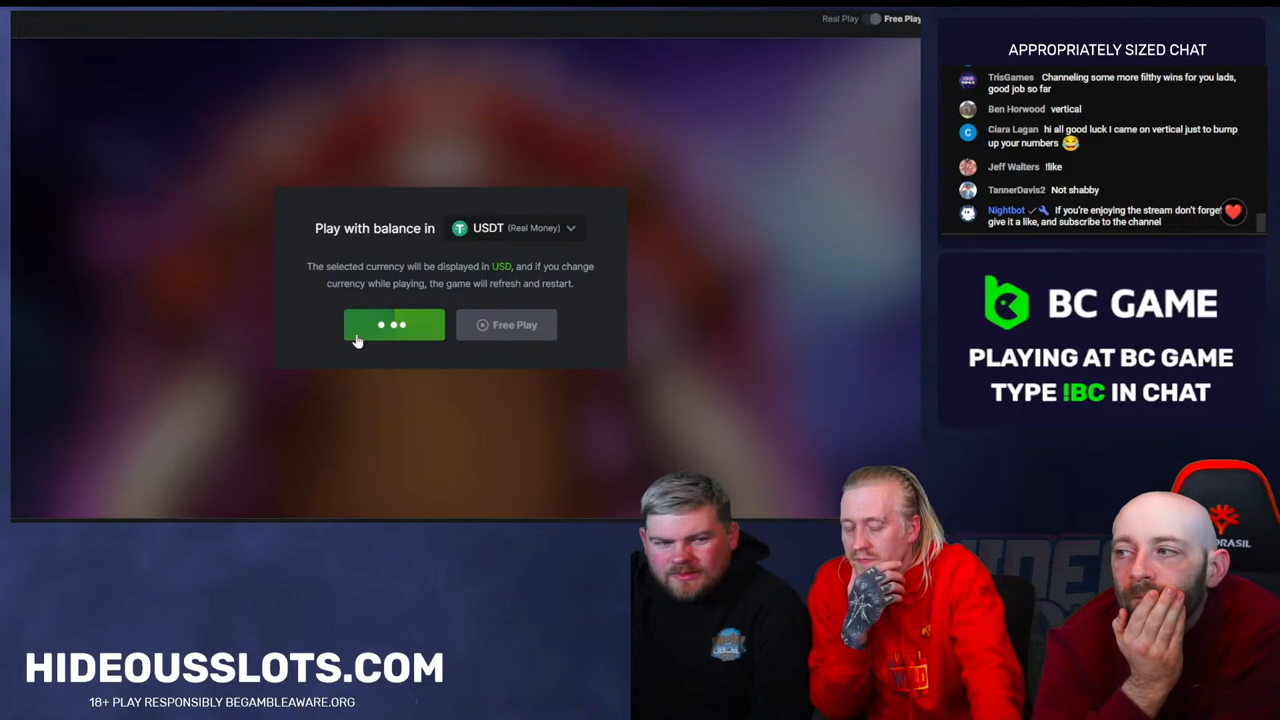 Real Play
Free Play
APPROPRIATELY SIZED CHAT
TrisGames Channeling some more filthy wins for you lads,
good job so far
Ben Horwood vertical
Ciara Lagan hi all good luck I came on vertical just to bump
up your numbers
Jeff Walters !like
TannerDavis2 Not shabby
Nightbot If you're enjoying the stream don't forget
give it a like, and subscribe to the channel
Play with balance in USDT (Real Money)
The selected currency will be displayed in USD, and if you change
currency while playing, the game will refresh and restart.
Free Play
BC GAME
PLAYING AT BC GAME
TYPE !BC IN CHAT
HIDEOUSSLOTS.COM
18+ PLAY RESPONSIBLY BEGAMBLEAWARE.ORG